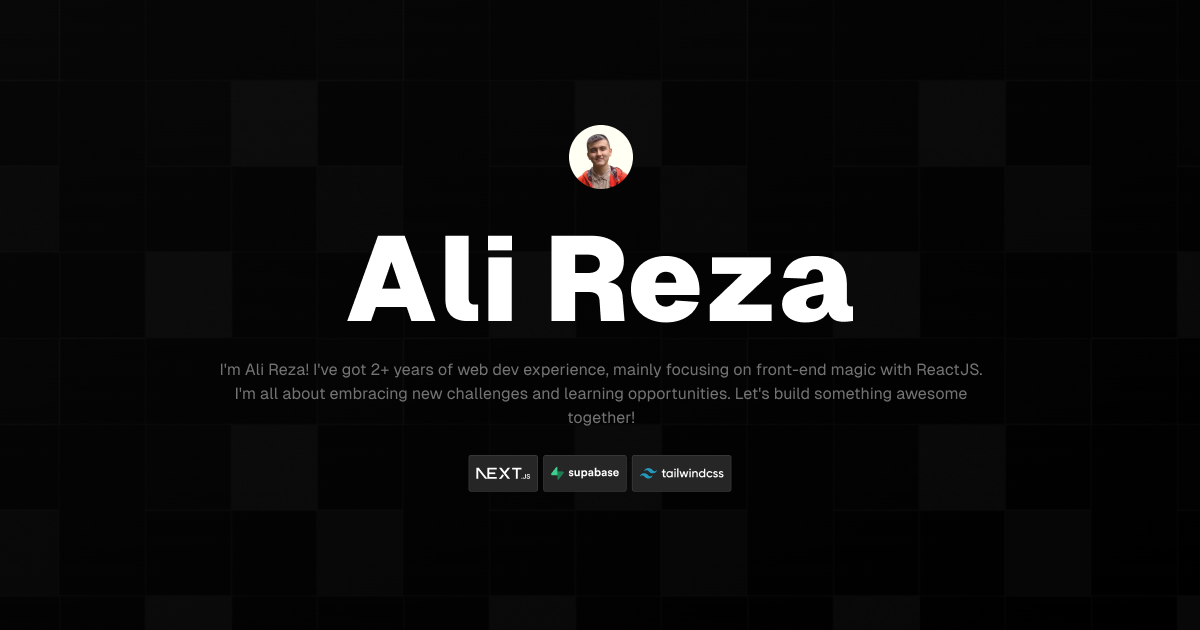 Ali Reza
I'm Ali Reza! I've got 2+ years of web dev experience, mainly focusing on front-end magic with ReactJS.
I'm all about embracing new challenges and learning opportunities. Let's build something awesome
together!
NEXT.JS supabase tailwindcss